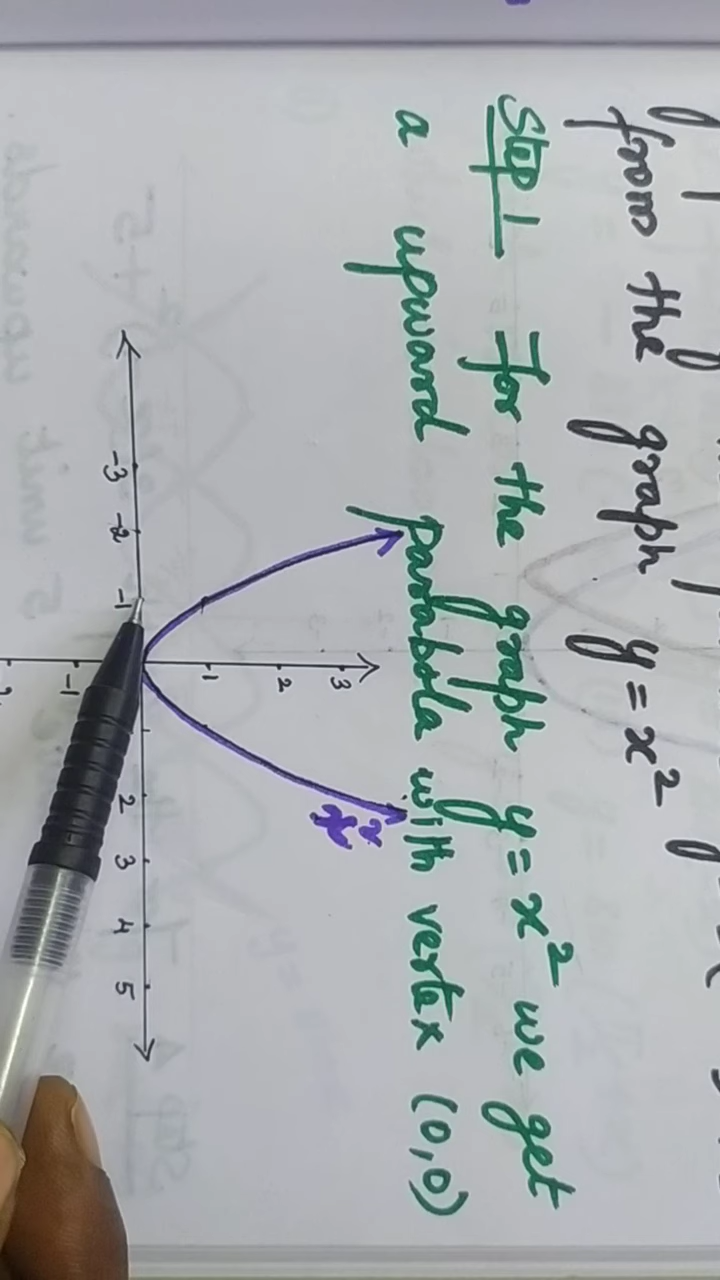 from the graph y = x²
Step 1 = For the graph y = x² we get
a upward parabola with vertex (0,0)
3
2
1
-3 -2 -1 2 3 4 5
-1
x²